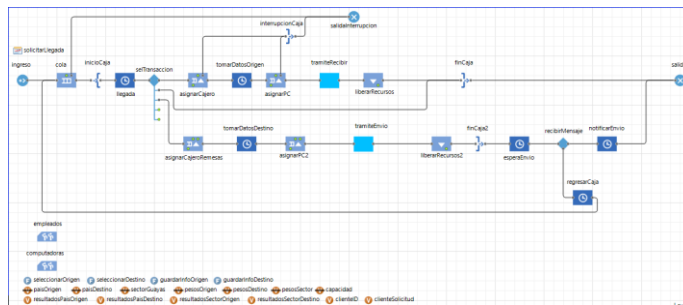 interrupcionCaja
salidaInterrupcion
solicitarLlegada
ingreso
cola
inicioCaja
selTransaccion
tomarDatosOrigen
tramiteRecibir
finCaja
llegada
asignarCajero
asignarPC
liberarRecursos
tomarDatosDestino
tramiteEnvio
finCaja2
recibirMensaje
notificarEnvio
asignarCajeroRemesas
asignarPC2
liberarRecursos2
esperaEnvio
regresarCaja
empleados
computadoras
seleccionarOrigen seleccionarDestino guardarInfoOrigen guardarInfoDestino
paisOrigen paisDestino sectorGuayas pesosOrigen pesosDestino pesosSector capacidad
resultadosPaisOrigen resultadosPaisDestino resultadosSectorOrigen resultadosSectorDestino clienteID clienteSolicitud